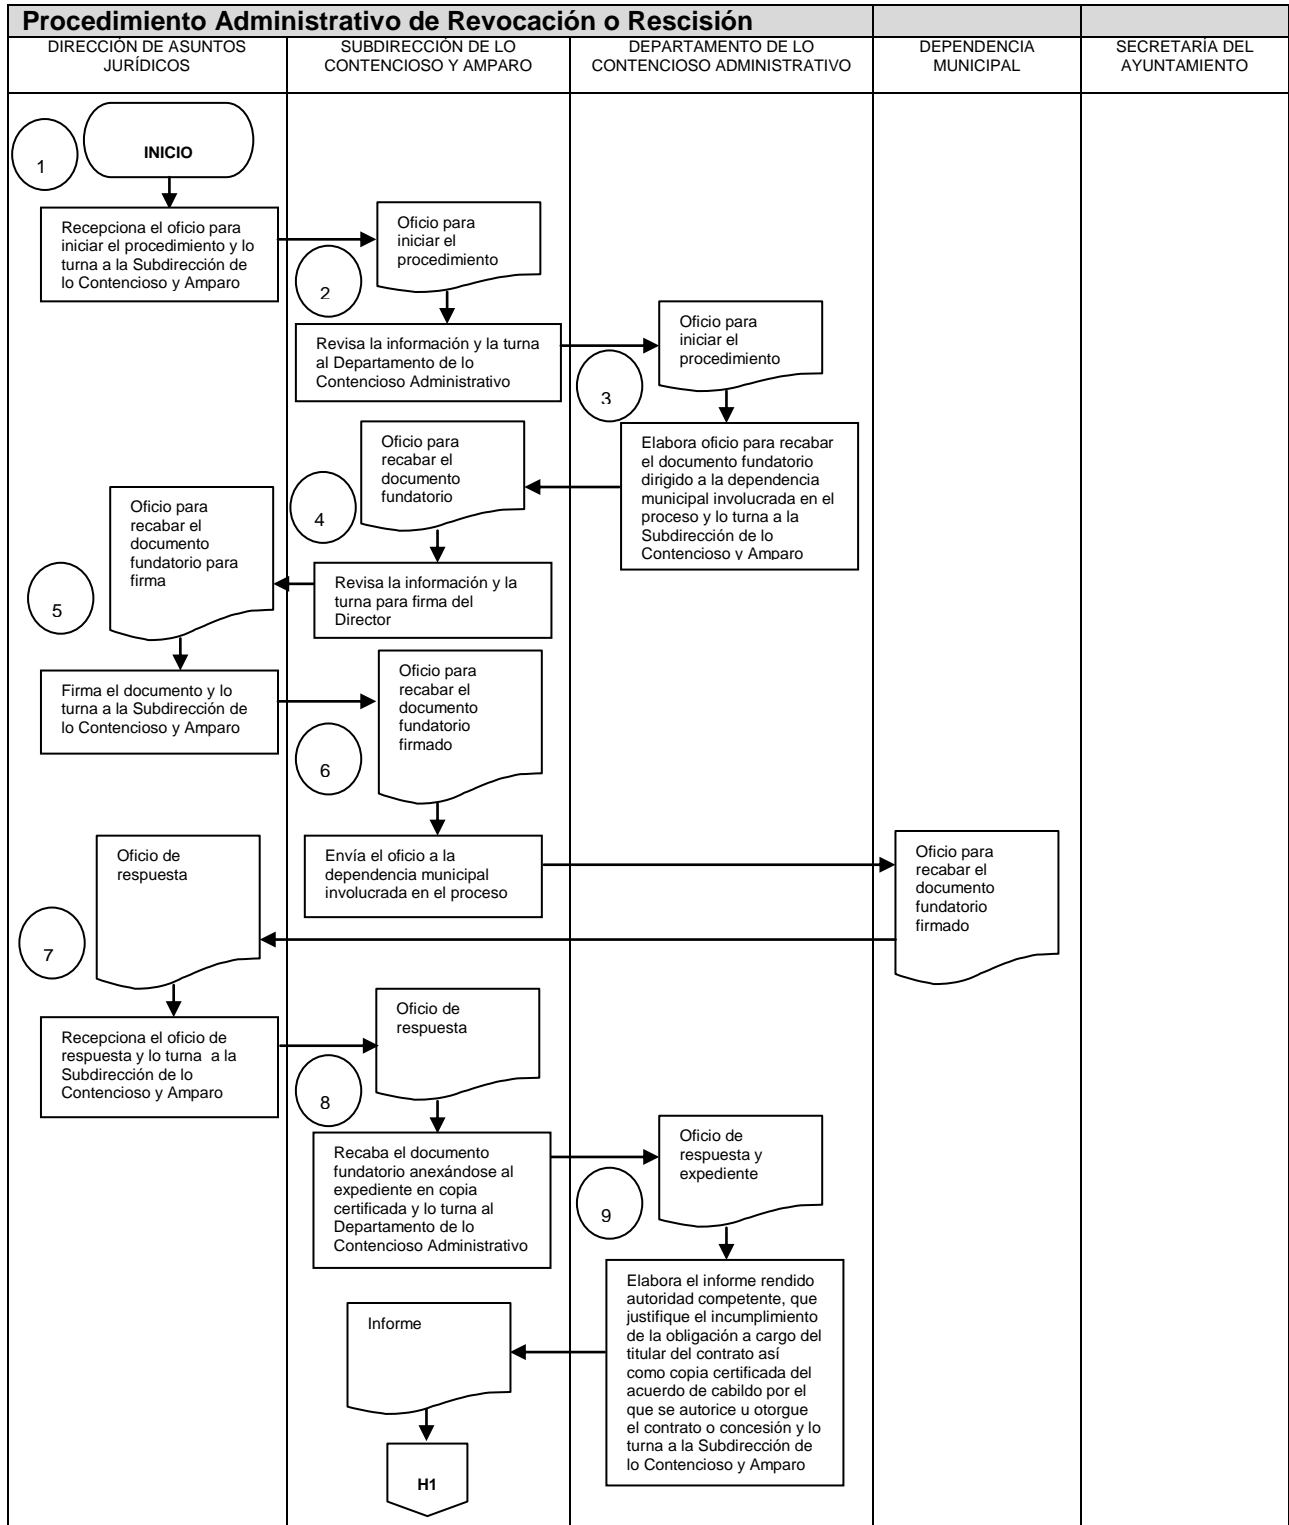 Procedimiento Administrativo de Revocación o Rescisión
DIRECCIÓN DE ASUNTOS
JURÍDICOS
SUBDIRECCIÓN DE LO
CONTENCIOSO Y AMPARO
DEPARTAMENTO DE LO
CONTENCIOSO ADMINISTRATIVO
DEPENDENCIA
MUNICIPAL
SECRETARÍA DEL
AYUNTAMIENTO
1
INICIO
Recepciona el oficio para
iniciar el procedimiento y lo
turna a la Subdirección de
lo Contencioso y Amparo
Oficio para
iniciar el
procedimiento
2
Revisa la información y la turna
al Departamento de lo
Contencioso Administrativo
Oficio para
iniciar el
procedimiento
3
Elabora oficio para recabar
el documento fundatorio
dirigido a la dependencia
municipal involucrada en el
proceso y lo turna a la
Subdirección de lo
Contencioso y Amparo
Oficio para
recabar el
documento
fundatorio
4
Revisa la información y la
turna para firma del
Director
Oficio para
recabar el
documento
fundatorio para
firma
5
Firma el documento y lo
turna a la Subdirección de
lo Contencioso y Amparo
Oficio para
recabar el
documento
fundatorio
firmado
6
Envía el oficio a la
dependencia municipal
involucrada en el proceso
Oficio para
recabar el
documento
fundatorio
firmado
Oficio de
respuesta
7
Recepciona el oficio de
respuesta y lo turna a la
Subdirección de lo
Contencioso y Amparo
Oficio de
respuesta
8
Recaba el documento
fundatorio anexándose al
expediente en copia
certificada y lo turna al
Departamento de lo
Contencioso Administrativo
Oficio de
respuesta y
expediente
9
Elabora el informe rendido
autoridad competente, que
justifique el incumplimiento
de la obligación a cargo del
titular del contrato así
como copia certificada del
acuerdo de cabildo por el
que se autorice u otorgue
el contrato o concesión y lo
turna a la Subdirección de
lo Contencioso y Amparo
Informe
H1